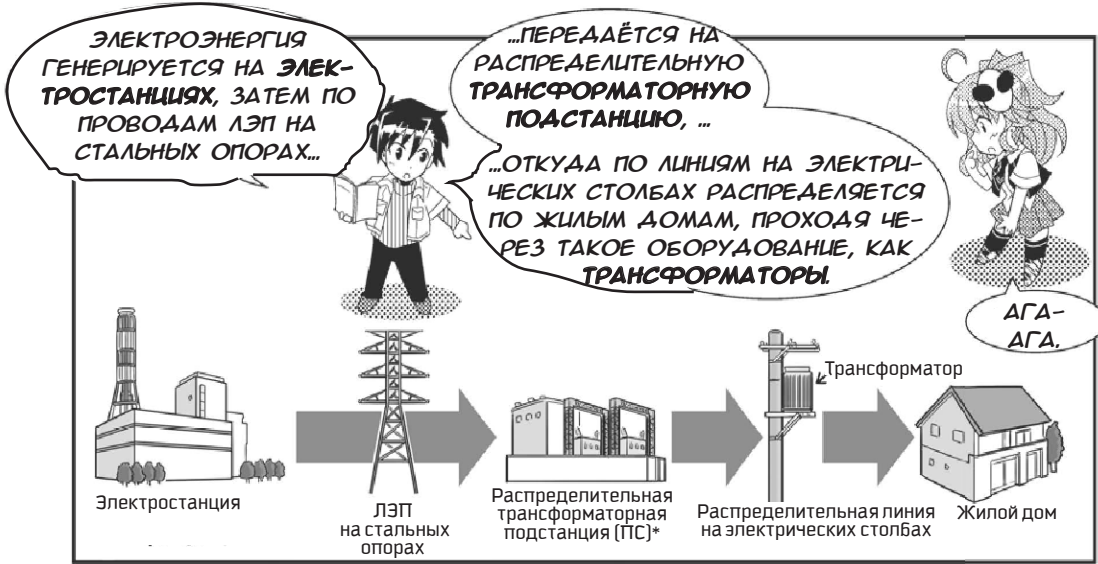 ЭЛЕКТРОЭНЕРГИЯ
ГЕНЕРИРУЕТСЯ НА ЭЛЕК-
ТРОСТАНЦИЯХ, ЗАТЕМ ПО
ПРОВОДАМ ЛЭП НА
СТАЛЬНЫХ ОПОРАХ...
...ПЕРЕДАЁТСЯ НА
РАСПРЕДЕЛИТЕЛЬНУЮ
ТРАНСФОРМАТОРНУЮ
ПОДСТАНЦИЮ, ...
...ОТКУДА ПО ЛИНИЯМ НА ЭЛЕКТРИ-
ЧЕСКИХ СТОЛБАХ РАСПРЕДЕЛЯЕТСЯ
ПО ЖИЛЫМ ДОМАМ, ПРОХОДЯ ЧЕ-
РЕЗ ТАКОЕ ОБОРУДОВАНИЕ, КАК
ТРАНСФОРМАТОРЫ.
АГА-
АГА.
Трансформатор
Электростанция
ЛЭП
на стальных
опорах
Распределительная
трансформаторная
подстанция (ПС)*
Распределительная линия
на электрических столбах
Жилой дом